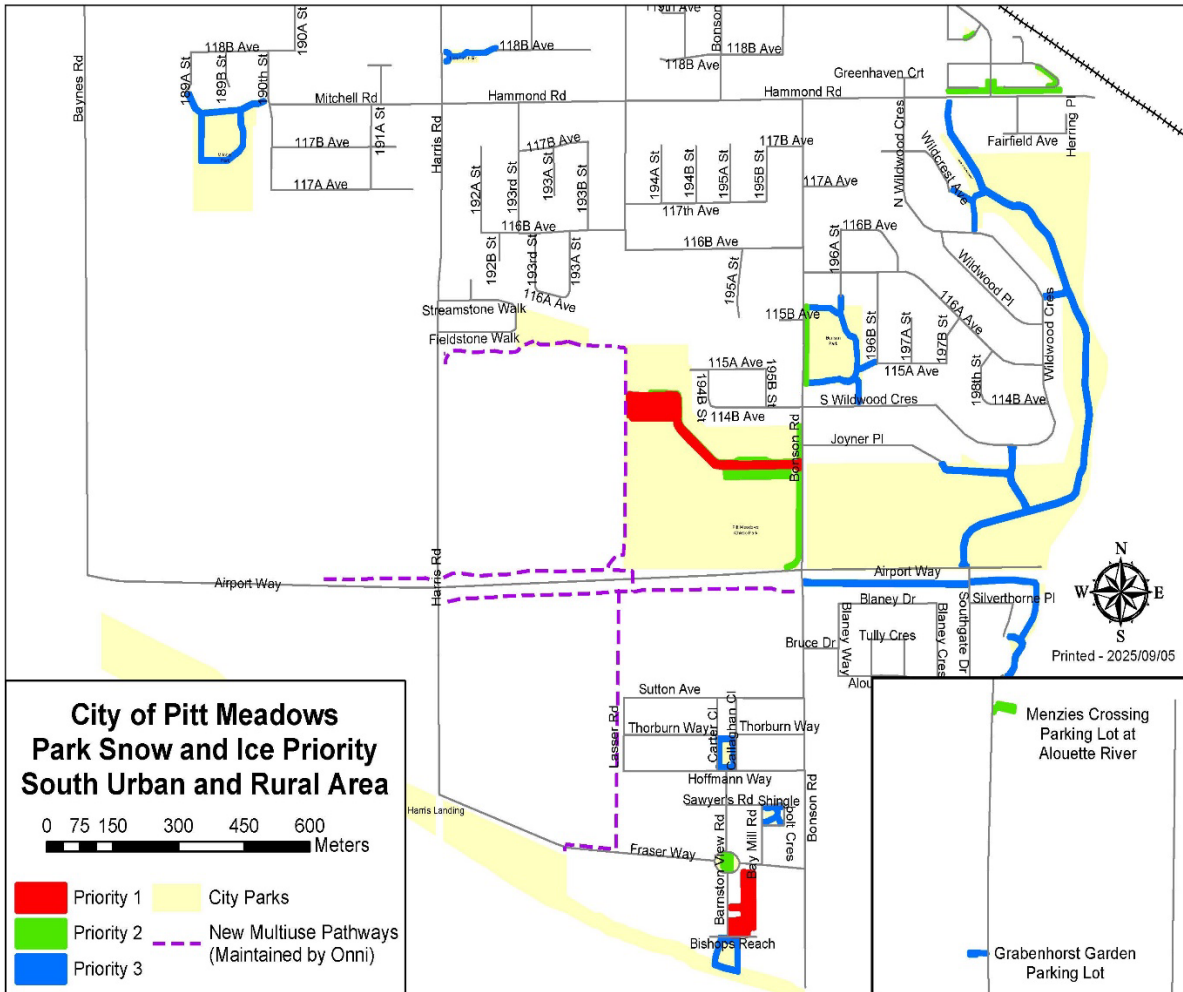 119th Ave
118B Ave
190A St
Bonson
118B Ave
118B Ave
118B Ave
Greenhaven Crt
Baynes Rd
189A St
189B St
190th St
Mitchell Rd
Hammond Rd
Hammond Rd
191A St
Harris Rd
117B Ave
117B Ave
117B Ave
Fairfield Ave
Herring Pl
N Wildwood Cres
Wildcrest Ave
117A Ave
192A St
193rd St
193A St
193B St
194A St
194B St
195A St
195B St
117A Ave
117th Ave
116B Ave
116B Ave
116B Ave
196A St
192B St
193rd St
193A St
116A Ave
195A St
Wildwood Pl
116A Ave
Wildwood Cres
Streamstone Walk
Fieldstone Walk
115B Ave
196B St
197A St
197B St
115A Ave
115A Ave
194B St
195B St
198th St
114B Ave
114B Ave
S Wildwood Cres
Bonson Rd
Joyner Pl
Harris Rd
Airport Way
Airport Way
N
W E
S
Printed - 2025/09/05
Blaney Dr
Silverthorne Pl
Blaney Way
Tully Cres
Blaney Cres
Southgate Dr
Bruce Dr
Alou
Sutton Ave
Thorburn Way
Thorburn Way
Lasser Rd
Carter Cl
Callaghan Cl
Hoffmann Way
Bonson Rd
Sawyer's Rd
Shingle
bolt Cres
Harris Landing
Fraser Way
Barnston View Rd
Bay Mill Rd
Bishops Reach
City of Pitt Meadows
Park Snow and Ice Priority
South Urban and Rural Area
0 75 150 300 450 600
Meters
Priority 1
Priority 2
Priority 3
City Parks
New Multiuse Pathways
(Maintained by Onni)
Menzies Crossing
Parking Lot at
Alouette River
Grabenhorst Garden
Parking Lot